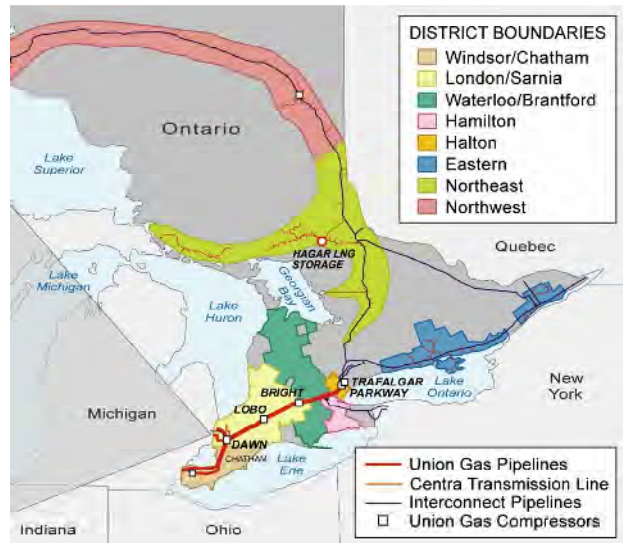 DISTRICT BOUNDARIES
Windsor/Chatham
London/Sarnia
Waterloo/Brantford
Hamilton
Halton
Eastern
Northeast
Northwest
Ontario
Lake
Superior
HAGAR LNG
STORAGE
Quebec
Georgian
Bay
Lake
Michigan
Lake
Huron
TRAFALGAR
PARKWAY
Lake
Ontario
New
York
BRIGHT
LOBO
Michigan
DAWN
CHATHAM
Lake
Erie
Indiana
Ohio
Union Gas Pipelines
Centra Transmission Line
Interconnect Pipelines
Union Gas Compressors